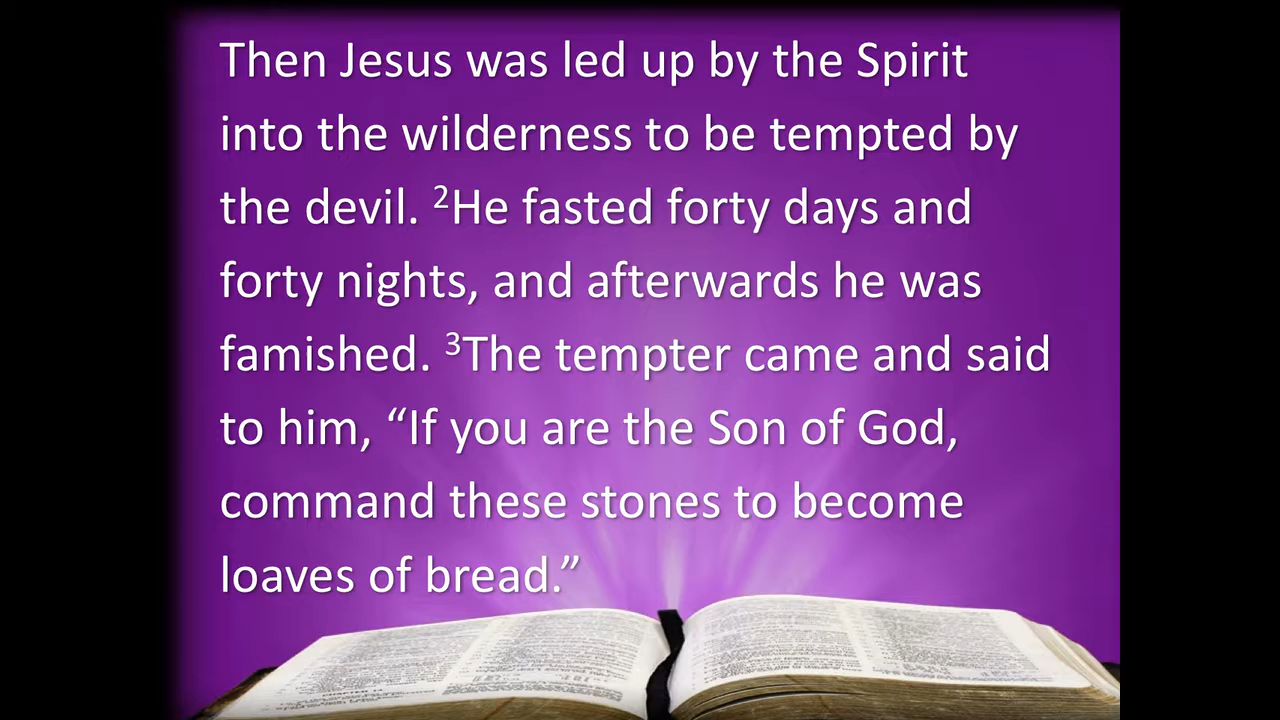 Then Jesus was led up by the Spirit
into the wilderness to be tempted by
the devil. ²He fasted forty days and
forty nights, and afterwards he was
famished. ³The tempter came and said
to him, “If you are the Son of God,
command these stones to become
loaves of bread.”